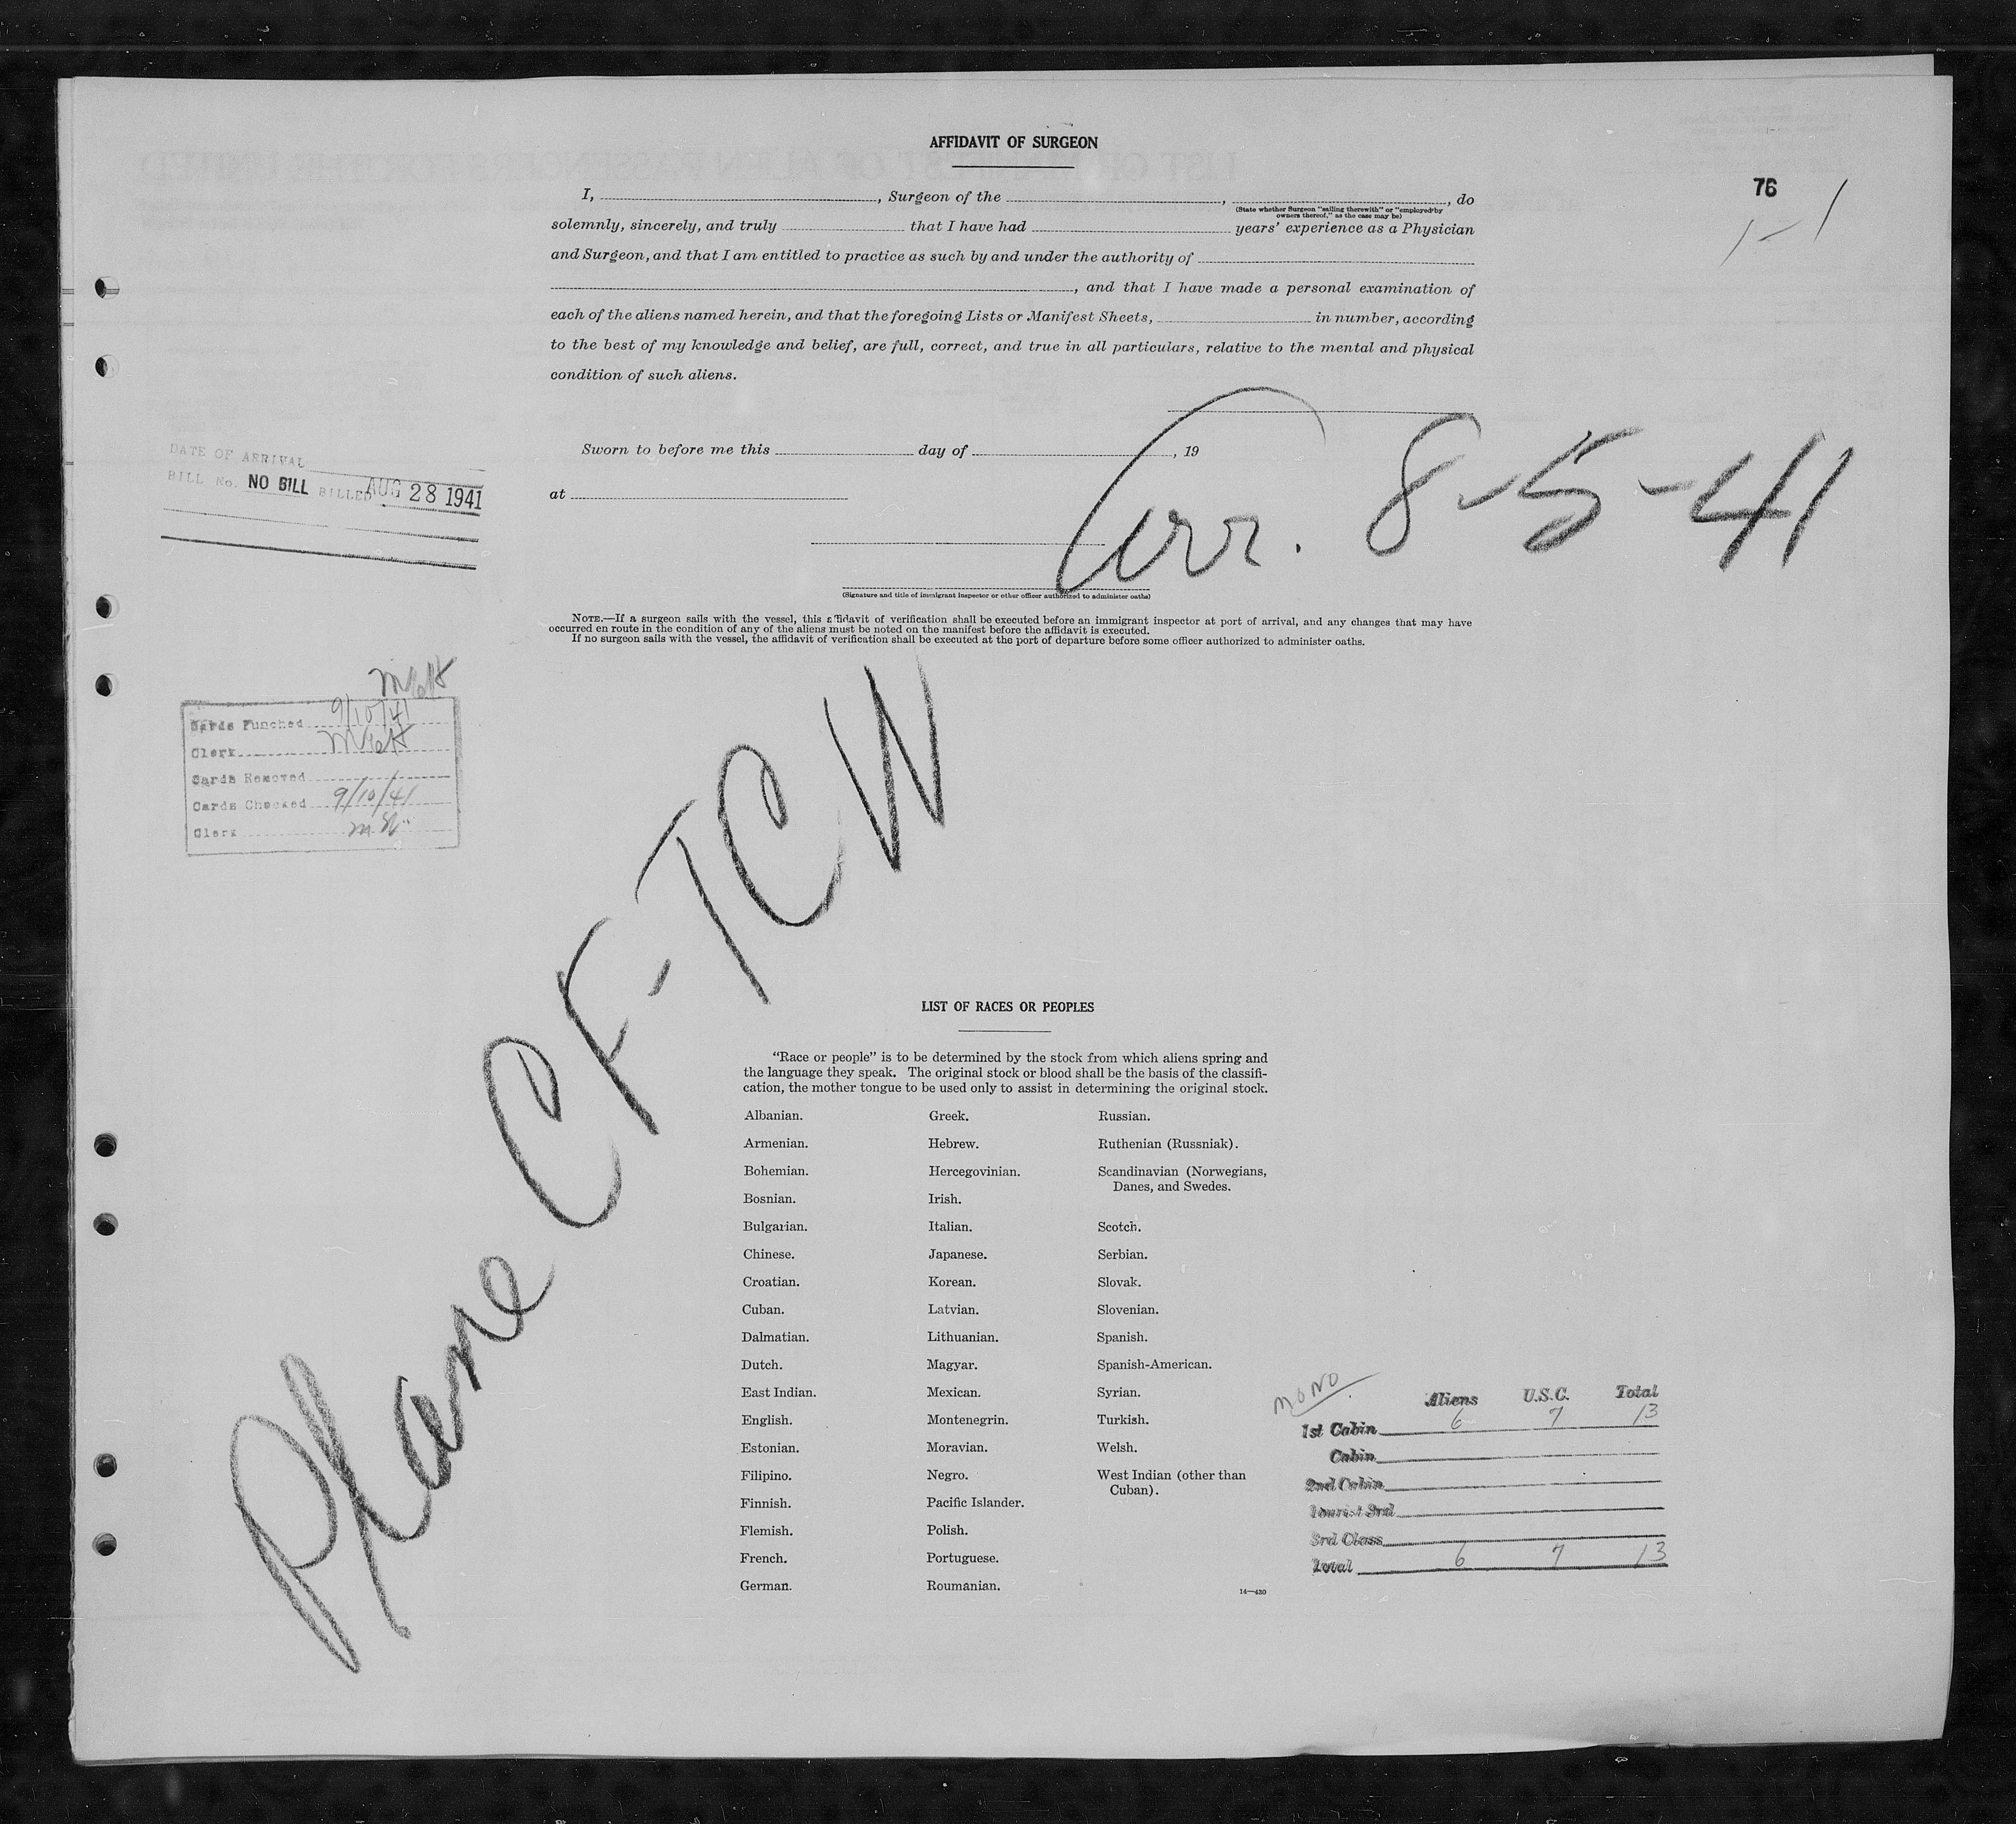 AFFIDAVIT OF SURGEON
76
1-1
I, , Surgeon of the , , do
(State whether Surgeon "sailing therewith" or "employed by
owners thereof," as the case may be)
solemnly, sincerely, and truly that I have had years' experience as a Physician
and Surgeon, and that I am entitled to practice as such by and under the authority of
, and that I have made a personal examination of
each of the aliens named herein, and that the foregoing Lists or Manifest Sheets, in number, according
to the best of my knowledge and belief, are full, correct, and true in all particulars, relative to the mental and physical
condition of such aliens.
Sworn to before me this day of , 19
at
Arr. 8-5-41
DATE OF ARRIVAL
BILL No. NO BILL BILLED AUG 28 1941
(Signature and title of immigrant inspector or other officer authorized to administer oaths)
NOTE.—If a surgeon sails with the vessel, this affidavit of verification shall be executed before an immigrant inspector at port of arrival, and any changes that may have
occurred en route in the condition of any of the aliens must be noted on the manifest before the affidavit is executed.
If no surgeon sails with the vessel, the affidavit of verification shall be executed at the port of departure before some officer authorized to administer oaths.
Cards Punched 9/10/41
Clerk
Cards Removed
Cards Checked 9/10/41
Clerk
Plane CF-TCW
LIST OF RACES OR PEOPLES
"Race or people" is to be determined by the stock from which aliens spring and
the language they speak. The original stock or blood shall be the basis of the classifi-
cation, the mother tongue to be used only to assist in determining the original stock.
Albanian.
Armenian.
Bohemian.
Bosnian.
Bulgarian.
Chinese.
Croatian.
Cuban.
Dalmatian.
Dutch.
East Indian.
English.
Estonian.
Filipino.
Finnish.
Flemish.
French.
German.
Greek.
Hebrew.
Hercegovinian.
Irish.
Italian.
Japanese.
Korean.
Latvian.
Lithuanian.
Magyar.
Mexican.
Montenegrin.
Moravian.
Negro.
Pacific Islander.
Polish.
Portuguese.
Roumanian.
Russian.
Ruthenian (Russniak).
Scandinavian (Norwegians,
Danes, and Swedes.
Scotch.
Serbian.
Slovak.
Slovenian.
Spanish.
Spanish-American.
Syrian.
Turkish.
Welsh.
West Indian (other than
Cuban).
14—430
MONO
Aliens U.S.C. Total
1st Cabin 6 7 13
Cabin
2nd Cabin
Tourist 3rd
3rd Class
Total 6 7 13